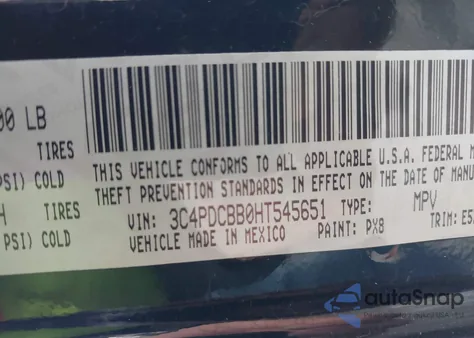 00 LB
TIRES
PSI) COLD
H TIRES
PSI) COLD
THIS VEHICLE CONFORMS TO ALL APPLICABLE U.S.A. FEDERAL M
THEFT PREVENTION STANDARDS IN EFFECT ON THE DATE OF MANU
VIN: 3C4PDCBB0HT545651 TYPE: MPV
VEHICLE MADE IN MEXICO PAINT: PX8 TRIM: E5
autoSnap